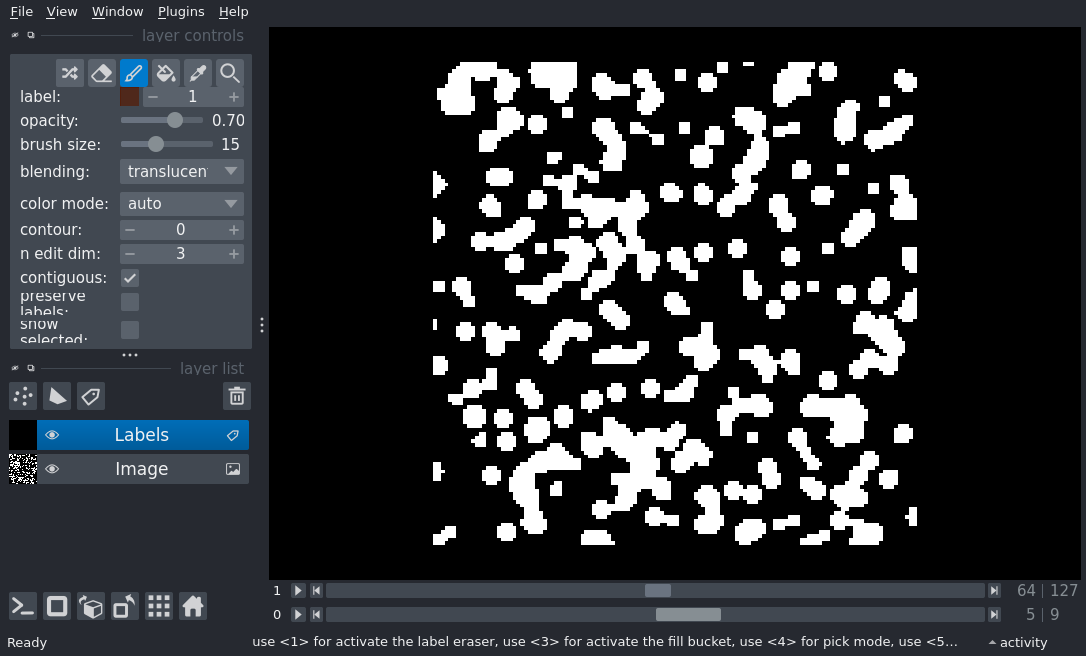 File View Window Plugins Help
layer controls
label: 1
opacity: 0.70
brush size: 15
blending: translucen
color mode: auto
contour: 0
n edit dim: 3
contiguous:
preserve
labels:
show
selected:
layer list
Labels
Image
1 64 | 127
0 5 | 9
Ready use <1> for activate the label eraser, use <3> for activate the fill bucket, use <4> for pick mode, use <5... activity